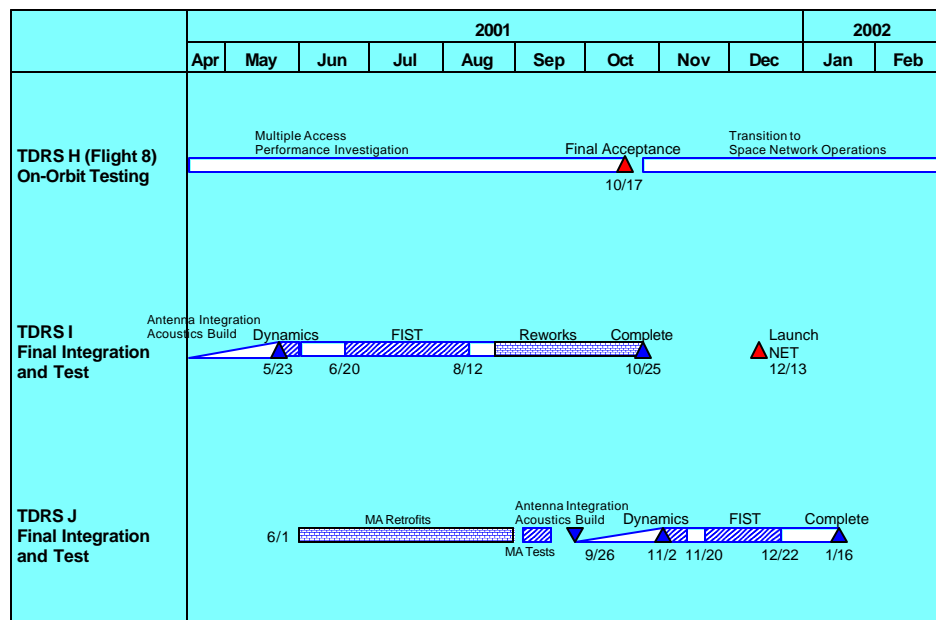 2001
2002
Apr May Jun Jul Aug Sep Oct Nov Dec Jan Feb
TDRS H (Flight 8)
On-Orbit Testing
Multiple Access
Performance Investigation
Final Acceptance
10/17
Transition to
Space Network Operations
TDRS I
Final Integration
and Test
Antenna Integration
Acoustics Build
Dynamics
FIST
Reworks
Complete
5/23
6/20
8/12
10/25
Launch
NET
12/13
TDRS J
Final Integration
and Test
6/1
MA Retrofits
MA Tests
Antenna Integration
Acoustics Build
Dynamics
FIST
Complete
9/26
11/2
11/20
12/22
1/16